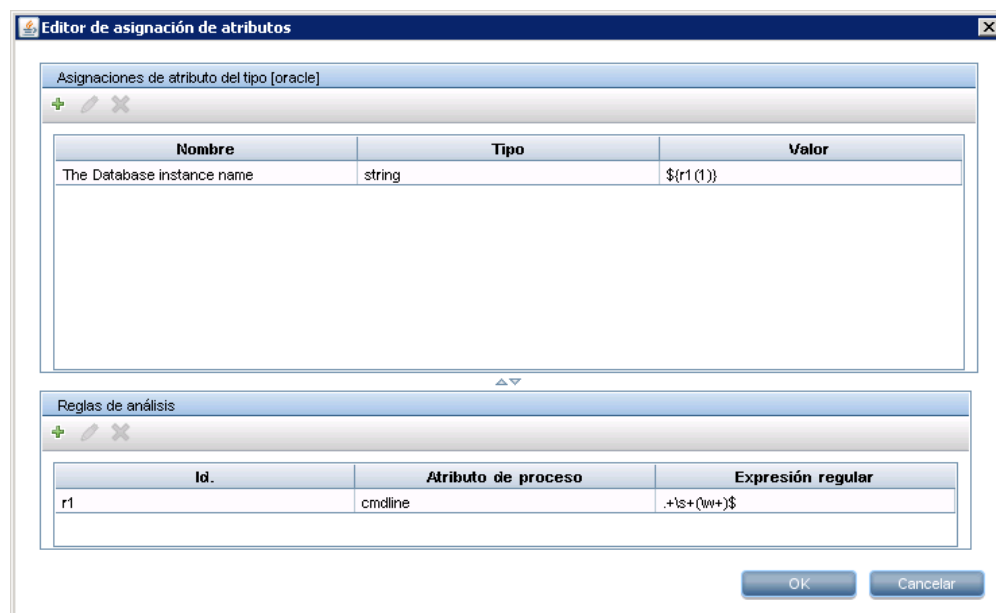 Editor de asignación de atributos
Asignaciones de atributo del tipo [oracle]
Nombre Tipo Valor
The Database instance name string ${r1(1)}
Reglas de análisis
Id. Atributo de proceso Expresión regular
r1 cmdline .+\s+(\w+)$
OK Cancelar